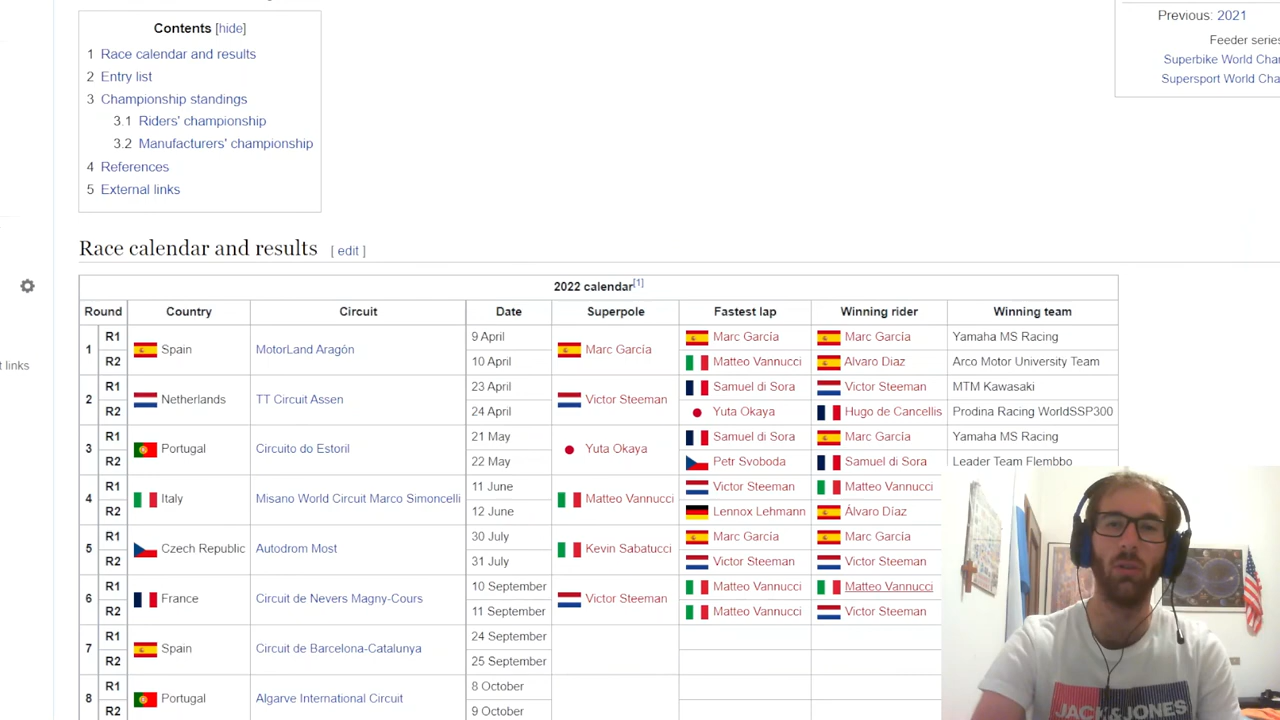 Previous: 2021
Feeder series
Superbike World Cha
Supersport World Cha
Contents [hide]
1 Race calendar and results
2 Entry list
3 Championship standings
3.1 Riders' championship
3.2 Manufacturers' championship
4 References
5 External links
t links
Race calendar and results [ edit ]
2022 calendar[1]
Round Country Circuit Date Superpole Fastest lap Winning rider Winning team
1 R1 Spain MotorLand Aragón 9 April Marc García Marc García Marc García Yamaha MS Racing
R2 10 April Matteo Vannucci Alvaro Diaz Arco Motor University Team
2 R1 Netherlands TT Circuit Assen 23 April Victor Steeman Samuel di Sora Victor Steeman MTM Kawasaki
R2 24 April Yuta Okaya Hugo de Cancellis Prodina Racing WorldSSP300
3 R1 Portugal Circuito do Estoril 21 May Yuta Okaya Samuel di Sora Marc García Yamaha MS Racing
R2 22 May Petr Svoboda Samuel di Sora Leader Team Flembbo
4 R1 Italy Misano World Circuit Marco Simoncelli 11 June Matteo Vannucci Victor Steeman Matteo Vannucci
R2 12 June Lennox Lehmann Álvaro Díaz
5 R1 Czech Republic Autodrom Most 30 July Kevin Sabatucci Marc García Marc García
R2 31 July Victor Steeman Victor Steeman
6 R1 France Circuit de Nevers Magny-Cours 10 September Victor Steeman Matteo Vannucci Matteo Vannucci
R2 11 September Matteo Vannucci Victor Steeman
7 R1 Spain Circuit de Barcelona-Catalunya 24 September
R2 25 September
8 R1 Portugal Algarve International Circuit 8 October
R2 9 October
JACK & JONES